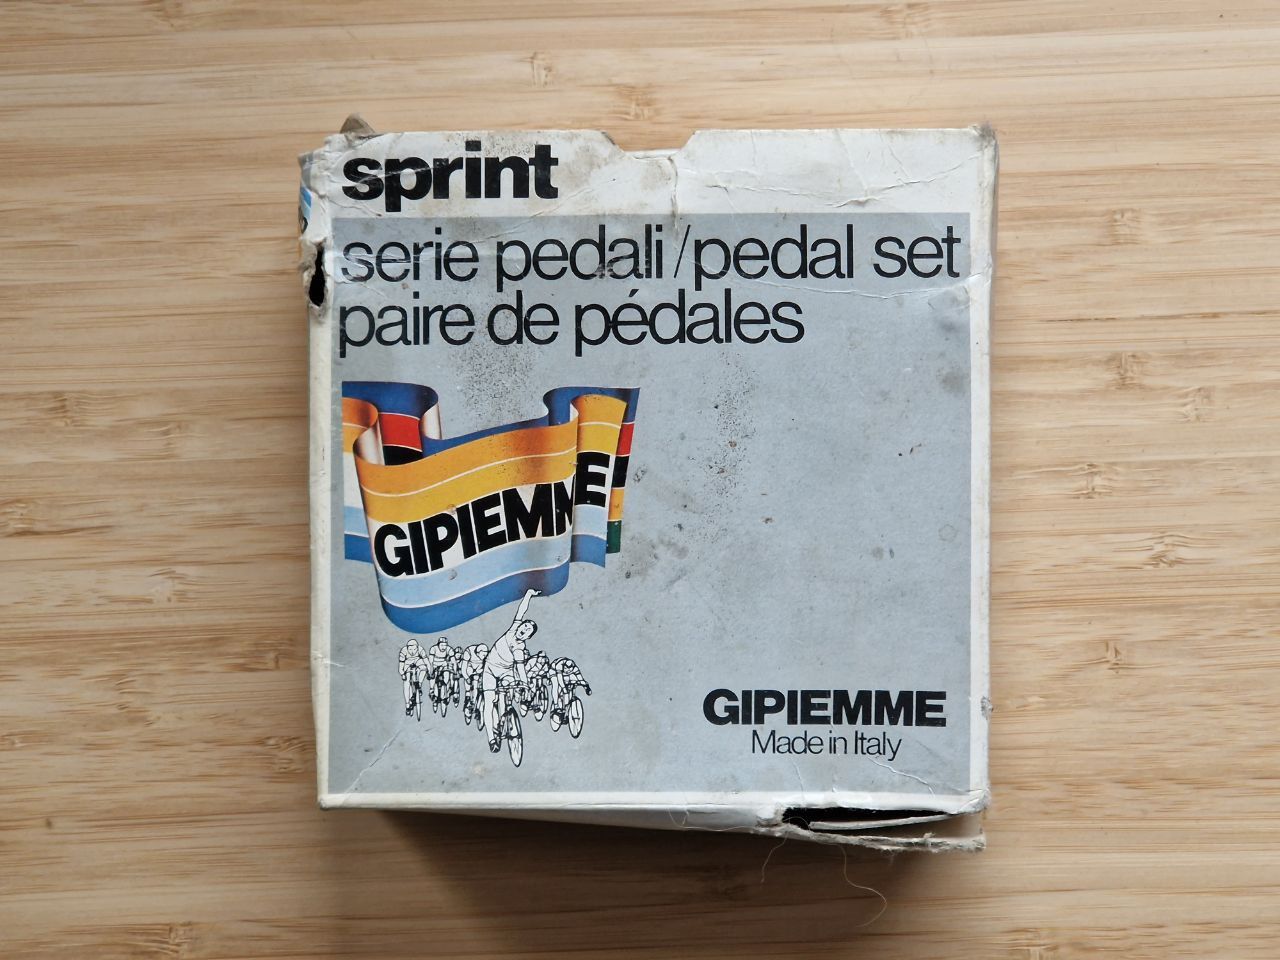 sprint
serie pedali / pedal set
paire de pédales
GIPIEMME
GIPIEMME
Made in Italy